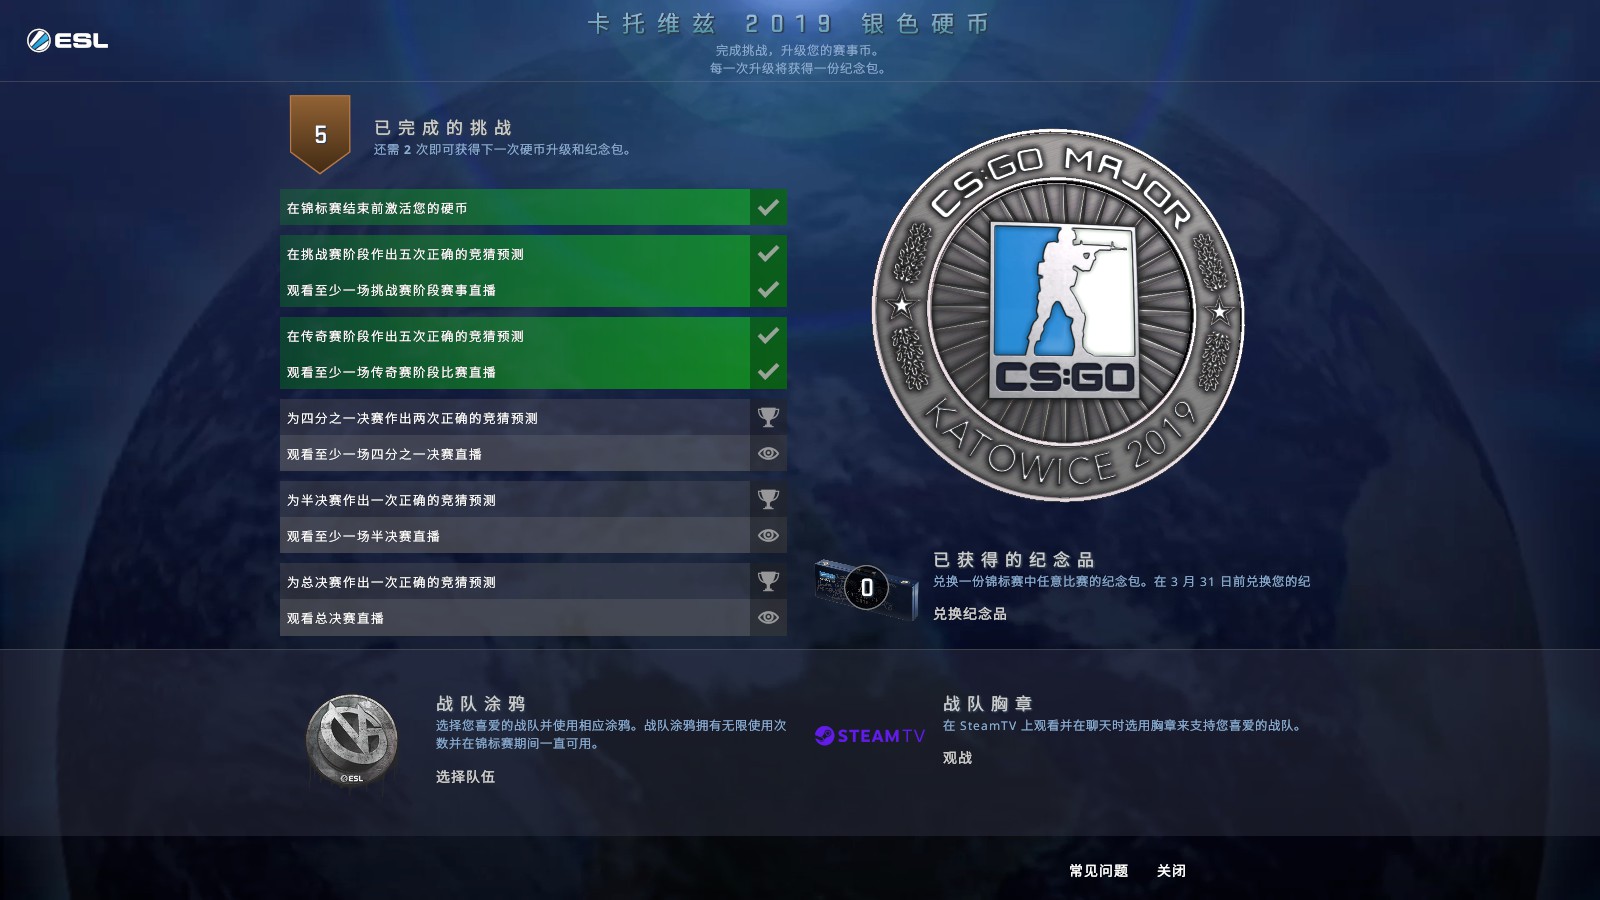 ESL
卡托维兹 2019 银色硬币
完成挑战，升级您的赛事币。
每一次升级将获得一份纪念包。
5
已完成的挑战
还需 2 次即可获得下一次硬币升级和纪念包。
在锦标赛结束前激活您的硬币
在挑战赛阶段作出五次正确的竞猜预测
观看至少一场挑战赛阶段赛事直播
在传奇赛阶段作出五次正确的竞猜预测
观看至少一场传奇赛阶段比赛直播
为四分之一决赛作出两次正确的竞猜预测
观看至少一场四分之一决赛直播
为半决赛作出一次正确的竞猜预测
观看至少一场半决赛直播
为总决赛作出一次正确的竞猜预测
观看总决赛直播
CS:GO MAJOR
CS:GO
KATOWICE 2019
0
已获得的纪念品
兑换一份锦标赛中任意比赛的纪念包。在 3 月 31 日前兑换您的纪
兑换纪念品
VG
ESL
战队涂鸦
选择您喜爱的战队并使用相应涂鸦。战队涂鸦拥有无限使用次
数并在锦标赛期间一直可用。
选择队伍
STEAMTV
战队胸章
在 SteamTV 上观看并在聊天时选用胸章来支持您喜爱的战队。
观战
常见问题
关闭